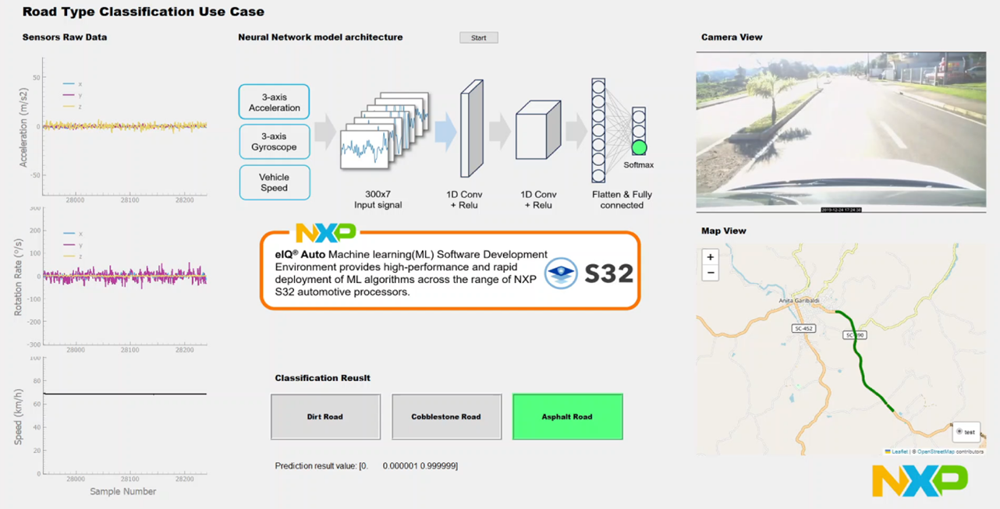 Road Type Classification Use Case
Sensors Raw Data
Acceleration (m/s2)
50
0
-50
x
y
z
28000
28100
28200
Rotation Rate (°/s)
300
200
100
0
-100
-200
-300
x
y
z
28000
28100
28200
Speed (km/h)
100
80
60
40
20
0
28000
28100
28200
Sample Number
Neural Network model architecture
Start
3-axis
Acceleration
3-axis
Gyroscope
Vehicle
Speed
300x7
Input signal
1D Conv
+ Relu
1D Conv
+ Relu
Softmax
Flatten & Fully
connected
NXP
eIQ® Auto Machine learning(ML) Software Development
Environment provides high-performance and rapid
deployment of ML algorithms across the range of NXP
S32 automotive processors.
S32
Classification Reuslt
Dirt Road
Cobblestone Road
Asphalt Road
Prediction result value: [0. 0.000001 0.999999]
Camera View
2019-12-24 17:24:38
Map View
+
−
Anita Garibaldi
SC-452
SC-390
test
Leaflet | © OpenStreetMap contributors
NXP